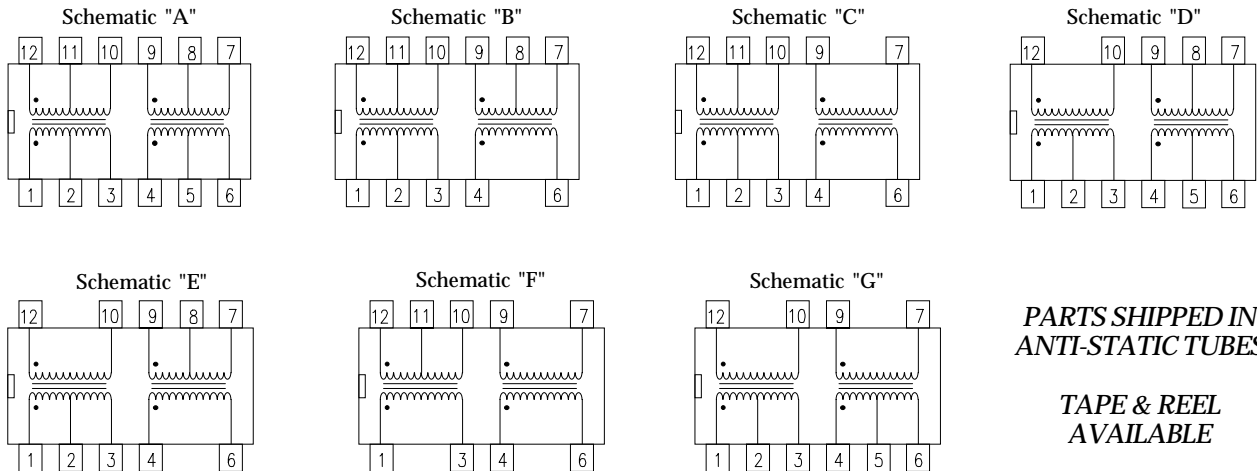 Schematic "A"
12 11 10 9 8 7
1 2 3 4 5 6
Schematic "B"
12 11 10 9 8 7
1 2 3 4 6
Schematic "C"
12 11 10 9 7
1 2 3 4 6
Schematic "D"
12 10 9 8 7
1 2 3 4 5 6
Schematic "E"
12 10 9 8 7
1 2 3 4 6
Schematic "F"
12 11 10 9 7
1 3 4 6
Schematic "G"
12 10 9 7
1 2 3 4 5 6
PARTS SHIPPED IN
ANTI-STATIC TUBES
TAPE & REEL
AVAILABLE